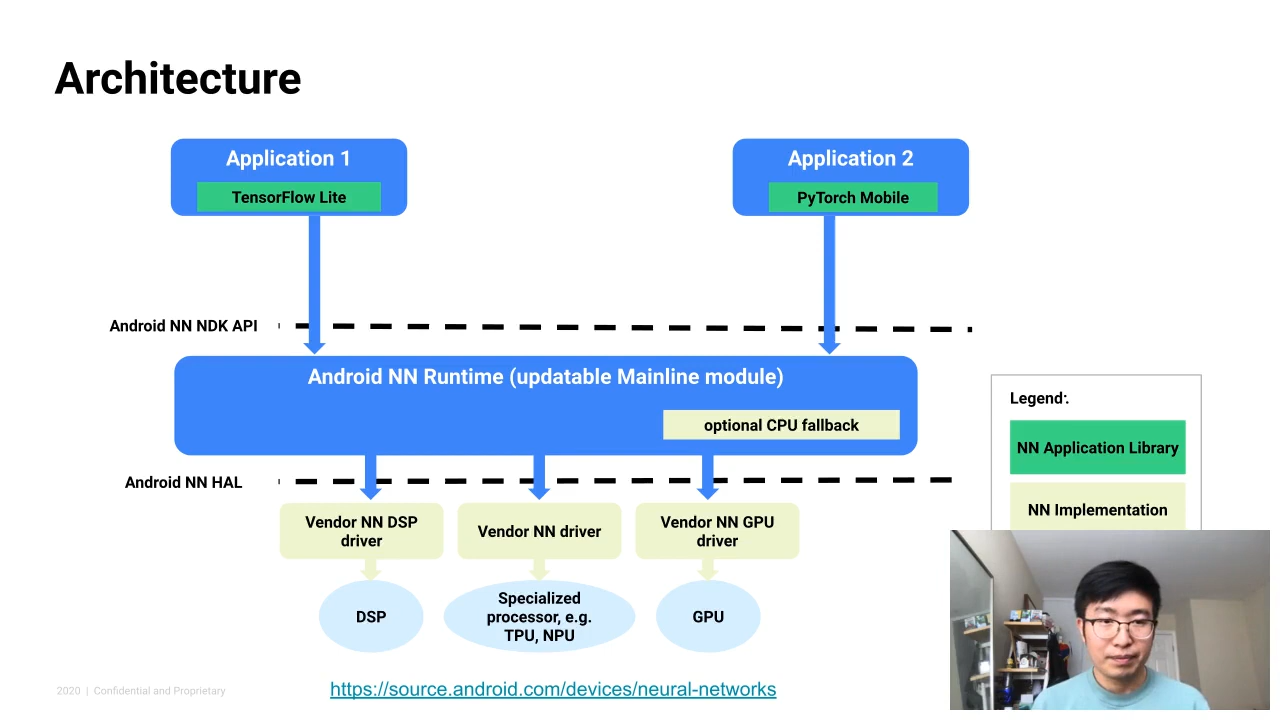 Architecture
Application 1
TensorFlow Lite
Application 2
PyTorch Mobile
Android NN NDK API
Android NN Runtime (updatable Mainline module)
optional CPU fallback
Android NN HAL
Vendor NN DSP
driver
Vendor NN driver
Vendor NN GPU
driver
DSP
Specialized
processor, e.g.
TPU, NPU
GPU
Legend:
NN Application Library
NN Implementation
2020 | Confidential and Proprietary
https://source.android.com/devices/neural-networks